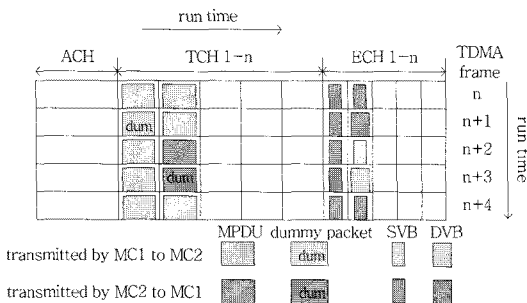 run time
ACH TCH 1-n ECH 1-n TDMA frame
n
dum n+1
n+2
dum n+3
n+4
run time
MPDU dummy packet SVB DVB
transmitted by MC1 to MC2 dum
transmitted by MC2 to MC1 dum